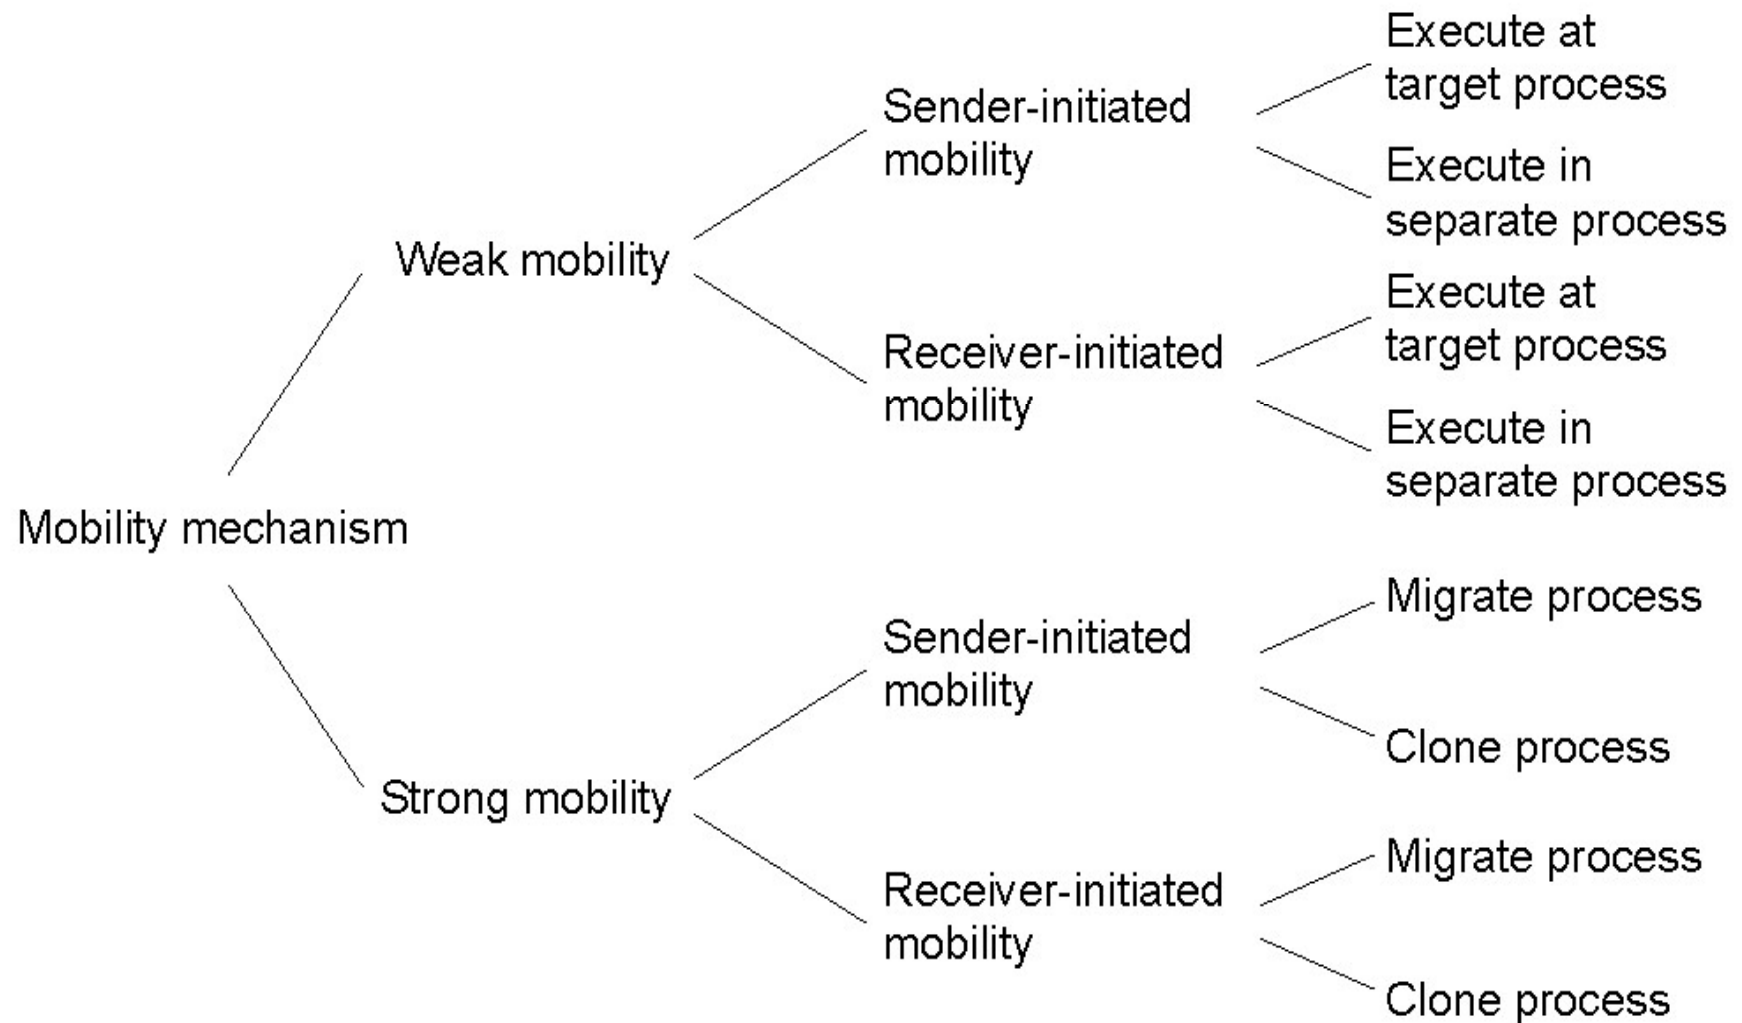 Execute at
target process
Sender-initiated
mobility
Execute in
separate process
Weak mobility
Execute at
target process
Receiver-initiated
mobility
Execute in
separate process
Mobility mechanism
Migrate process
Sender-initiated
mobility
Clone process
Strong mobility
Migrate process
Receiver-initiated
mobility
Clone process